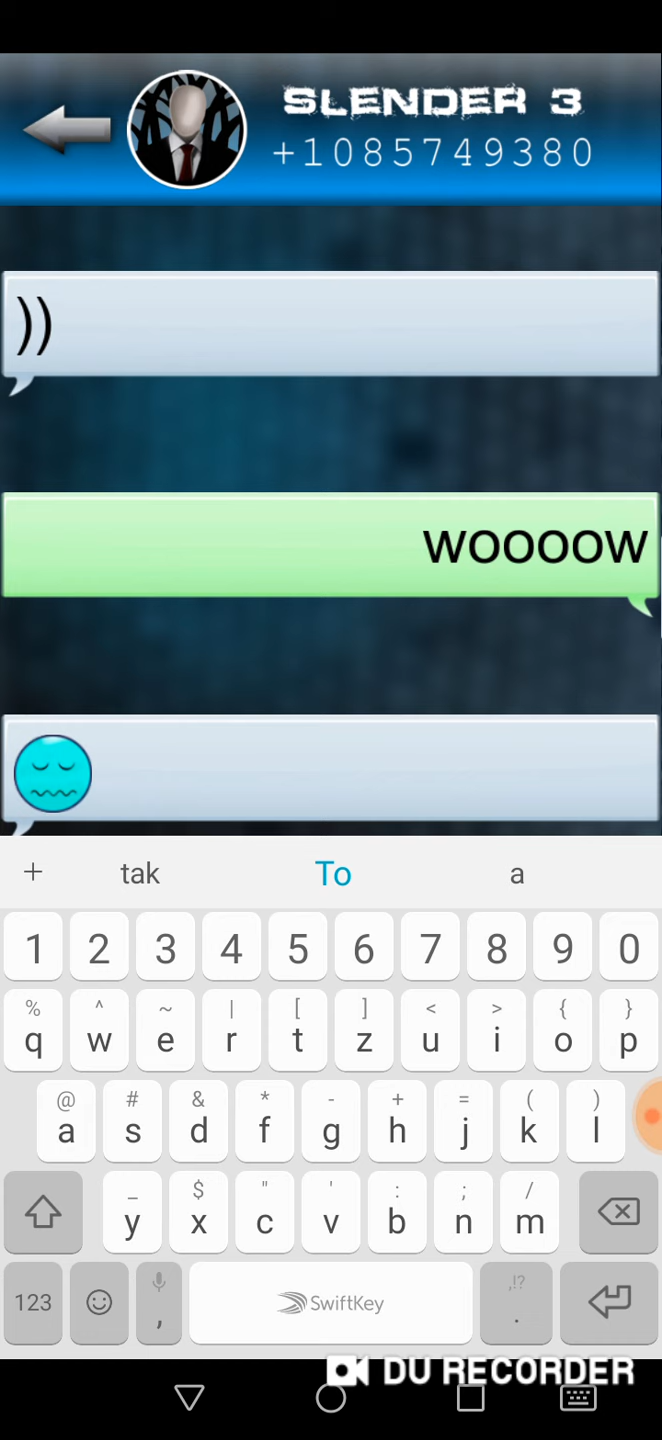 SLENDER 3
+1085749380
))
woooow
+ tak To a
1 2 3 4 5 6 7 8 9 0
% ^ ~ | [ ] < > { }
q w e r t z u i o p
@ # & * - + = ( )
a s d f g h j k l
_ $ " ' : ; /
y x c v b n m
,!?
123 , SwiftKey .
DU RECORDER